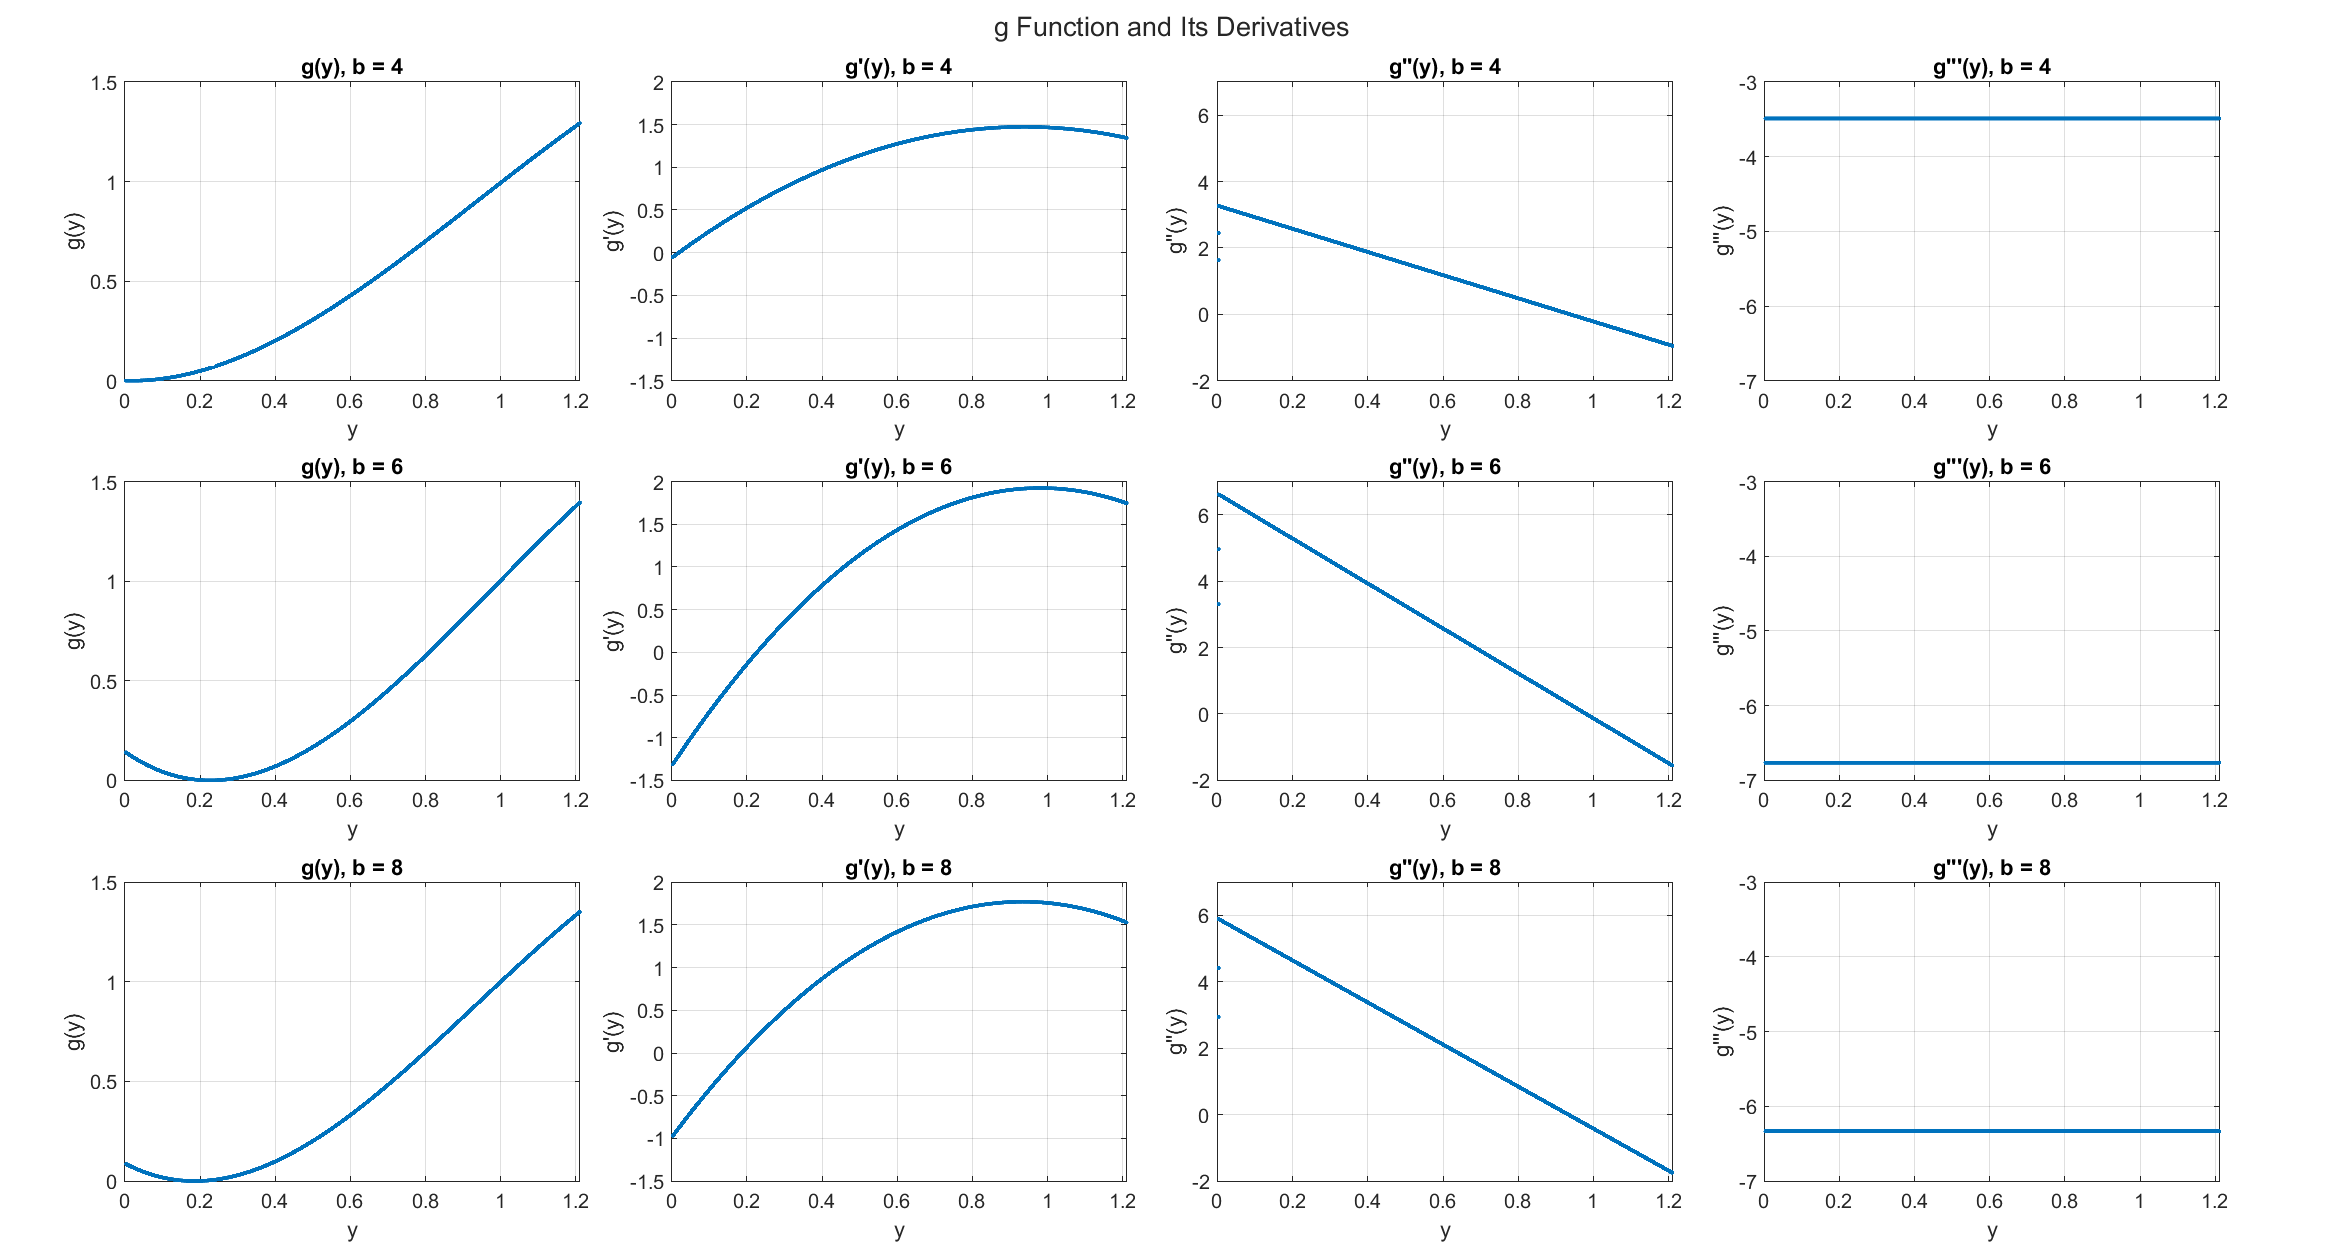 g Function and Its Derivatives
g(y), b = 4
g'(y), b = 4
g''(y), b = 4
g'''(y), b = 4
1.5
1
0.5
0
g(y)
0 0.2 0.4 0.6 0.8 1 1.2
y
2
1.5
1
0.5
0
-0.5
-1
-1.5
g'(y)
0 0.2 0.4 0.6 0.8 1 1.2
y
6
4
2
0
-2
g''(y)
0 0.2 0.4 0.6 0.8 1 1.2
y
-3
-4
-5
-6
-7
g'''(y)
0 0.2 0.4 0.6 0.8 1 1.2
y
g(y), b = 6
g'(y), b = 6
g''(y), b = 6
g'''(y), b = 6
1.5
1
0.5
0
g(y)
0 0.2 0.4 0.6 0.8 1 1.2
y
2
1.5
1
0.5
0
-0.5
-1
-1.5
g'(y)
0 0.2 0.4 0.6 0.8 1 1.2
y
6
4
2
0
-2
g''(y)
0 0.2 0.4 0.6 0.8 1 1.2
y
-3
-4
-5
-6
-7
g'''(y)
0 0.2 0.4 0.6 0.8 1 1.2
y
g(y), b = 8
g'(y), b = 8
g''(y), b = 8
g'''(y), b = 8
1.5
1
0.5
0
g(y)
0 0.2 0.4 0.6 0.8 1 1.2
y
2
1.5
1
0.5
0
-0.5
-1
-1.5
g'(y)
0 0.2 0.4 0.6 0.8 1 1.2
y
6
4
2
0
-2
g''(y)
0 0.2 0.4 0.6 0.8 1 1.2
y
-3
-4
-5
-6
-7
g'''(y)
0 0.2 0.4 0.6 0.8 1 1.2
y